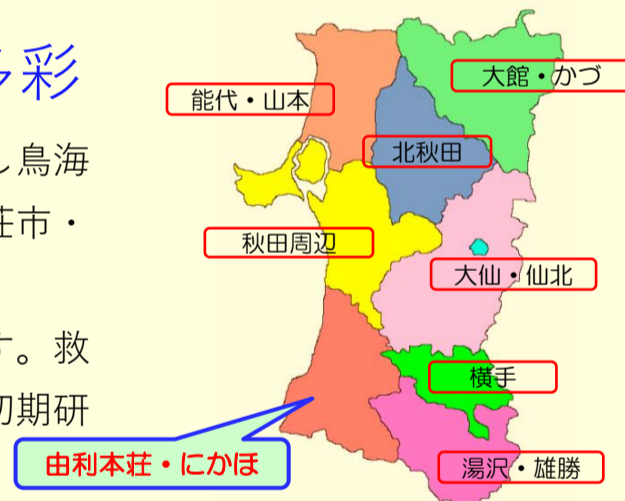 多彩
し鳥海
荘市・
す。救
初期研
大館・かづ
能代・山本
北秋田
秋田周辺
大仙・仙北
横手
由利本荘・にかほ
湯沢・雄勝